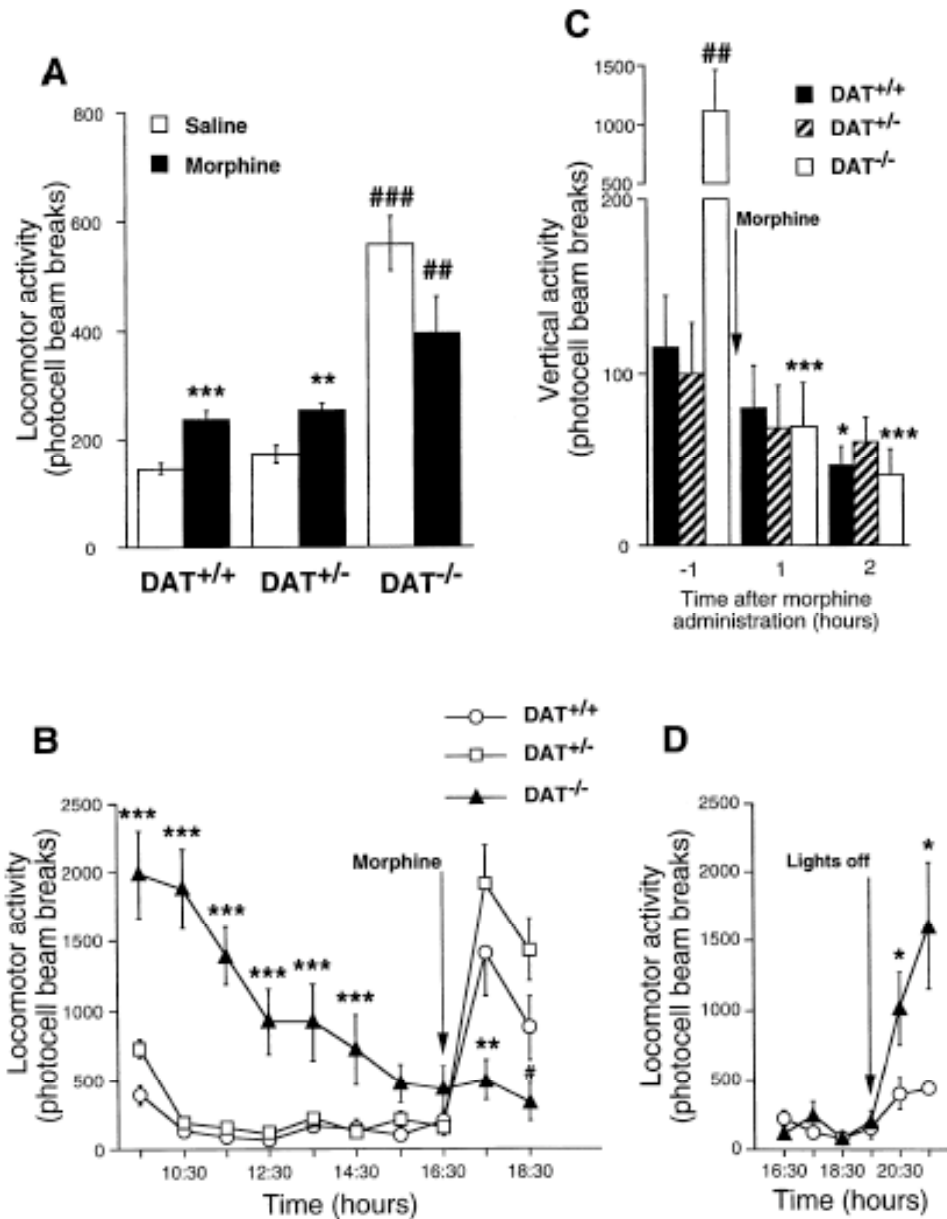 A
800
600
400
200
0
Locomotor activity
(photocell beam breaks)
Saline
Morphine
***
**
###
##
DAT+/+
DAT+/-
DAT-/-
C
1500
1000
500
200
100
0
Vertical activity
(photocell beam breaks)
##
DAT+/+
DAT+/-
DAT-/-
Morphine
***
*
***
-1
1
2
Time after morphine
administration (hours)
B
DAT+/+
DAT+/-
DAT-/-
2500
2000
1500
1000
500
0
Locomotor activity
(photocell beam breaks)
***
***
***
***
***
***
Morphine
**
#
10:30
12:30
14:30
16:30
18:30
Time (hours)
D
2500
2000
1500
1000
500
0
Locomotor activity
(photocell beam breaks)
Lights off
*
*
16:30
18:30
20:30
Time (hours)